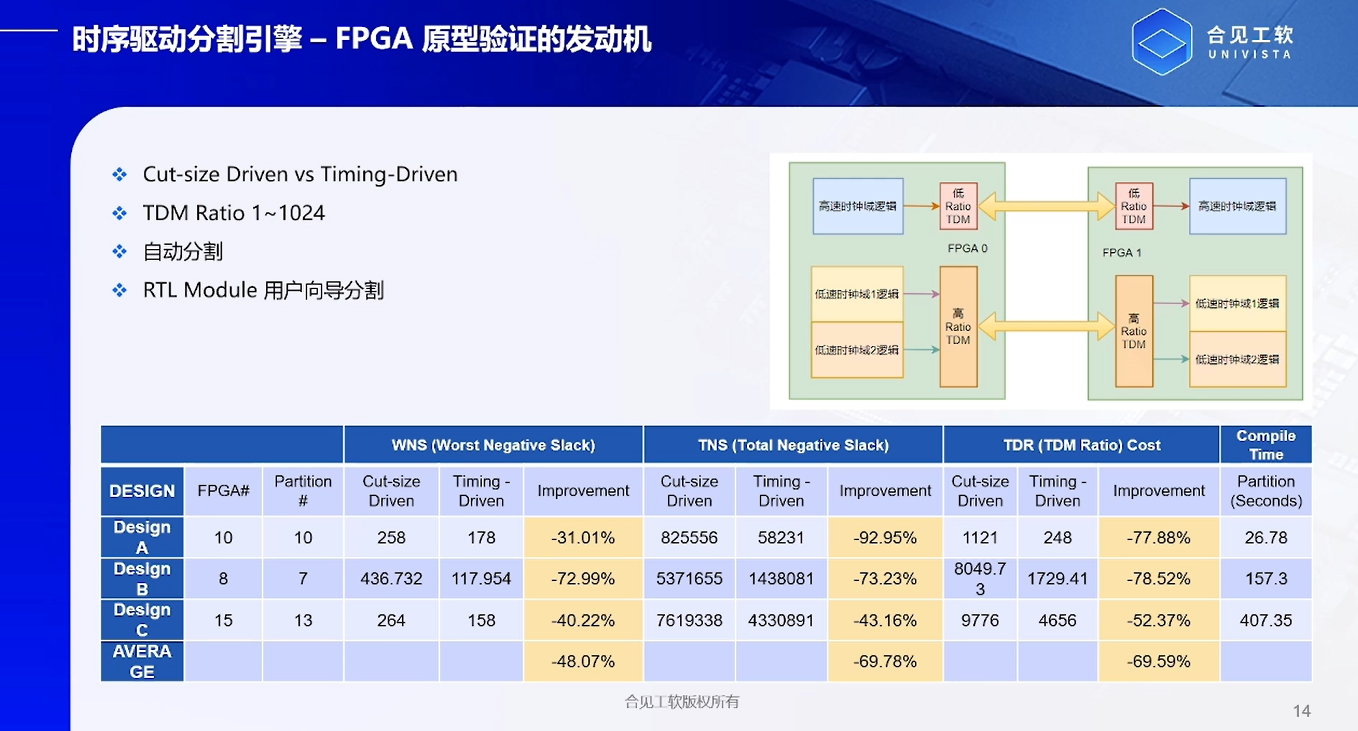 时序驱动分割引擎 – FPGA 原型验证的发动机
合见工软
UNIVISTA
Cut-size Driven vs Timing-Driven
TDM Ratio 1~1024
自动分割
RTL Module 用户向导分割
高速时钟域逻辑
低
Ratio
TDM
FPGA 0
低速时钟域1逻辑
低速时钟域2逻辑
高
Ratio
TDM
低
Ratio
TDM
高速时钟域逻辑
FPGA 1
高
Ratio
TDM
低速时钟域1逻辑
低速时钟域2逻辑
WNS (Worst Negative Slack) TNS (Total Negative Slack) TDR (TDM Ratio) Cost Compile
Time
DESIGN FPGA# Partition
# Cut-size
Driven Timing -
Driven Improvement Cut-size
Driven Timing -
Driven Improvement Cut-size
Driven Timing -
Driven Improvement Partition
(Seconds)
Design
A 10 10 258 178 -31.01% 825556 58231 -92.95% 1121 248 -77.88% 26.78
Design
B 8 7 436.732 117.954 -72.99% 5371655 1438081 -73.23% 8049.7
3 1729.41 -78.52% 157.3
Design
C 15 13 264 158 -40.22% 7619338 4330891 -43.16% 9776 4656 -52.37% 407.35
AVERA
GE -48.07% -69.78% -69.59%
合见工软版权所有
14